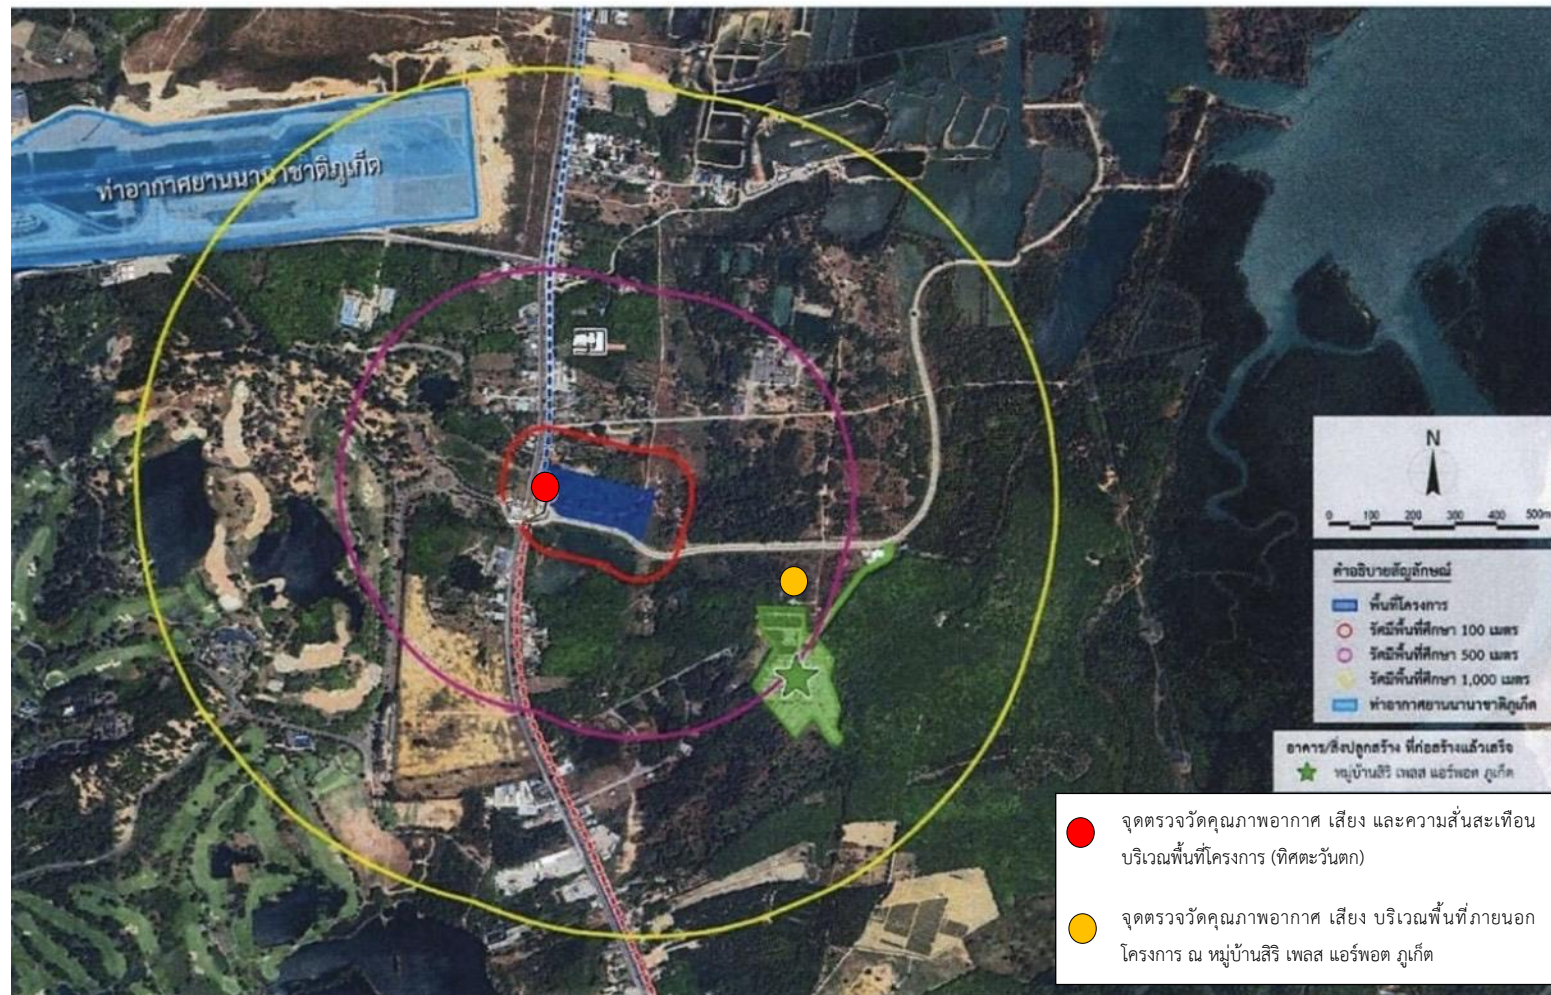 ท่าอากาศยานนานาชาติภูเก็ต
N
0 100 200 300 400 500m
คำอธิบายสัญลักษณ์
พื้นที่โครงการ
รัศมีพื้นที่ศึกษา 100 เมตร
รัศมีพื้นที่ศึกษา 500 เมตร
รัศมีพื้นที่ศึกษา 1,000 เมตร
ท่าอากาศยานนานาชาติภูเก็ต
อาคาร/สิ่งปลูกสร้าง ที่ก่อสร้างแล้วเสร็จ
หมู่บ้านสิริ เพลส แอร์พอต ภูเก็ต
จุดตรวจวัดคุณภาพอากาศ เสียง และความสั่นสะเทือน
บริเวณพื้นที่โครงการ (ทิศตะวันตก)
จุดตรวจวัดคุณภาพอากาศ เสียง บริเวณพื้นที่ภายนอก
โครงการ ณ หมู่บ้านสิริ เพลส แอร์พอต ภูเก็ต